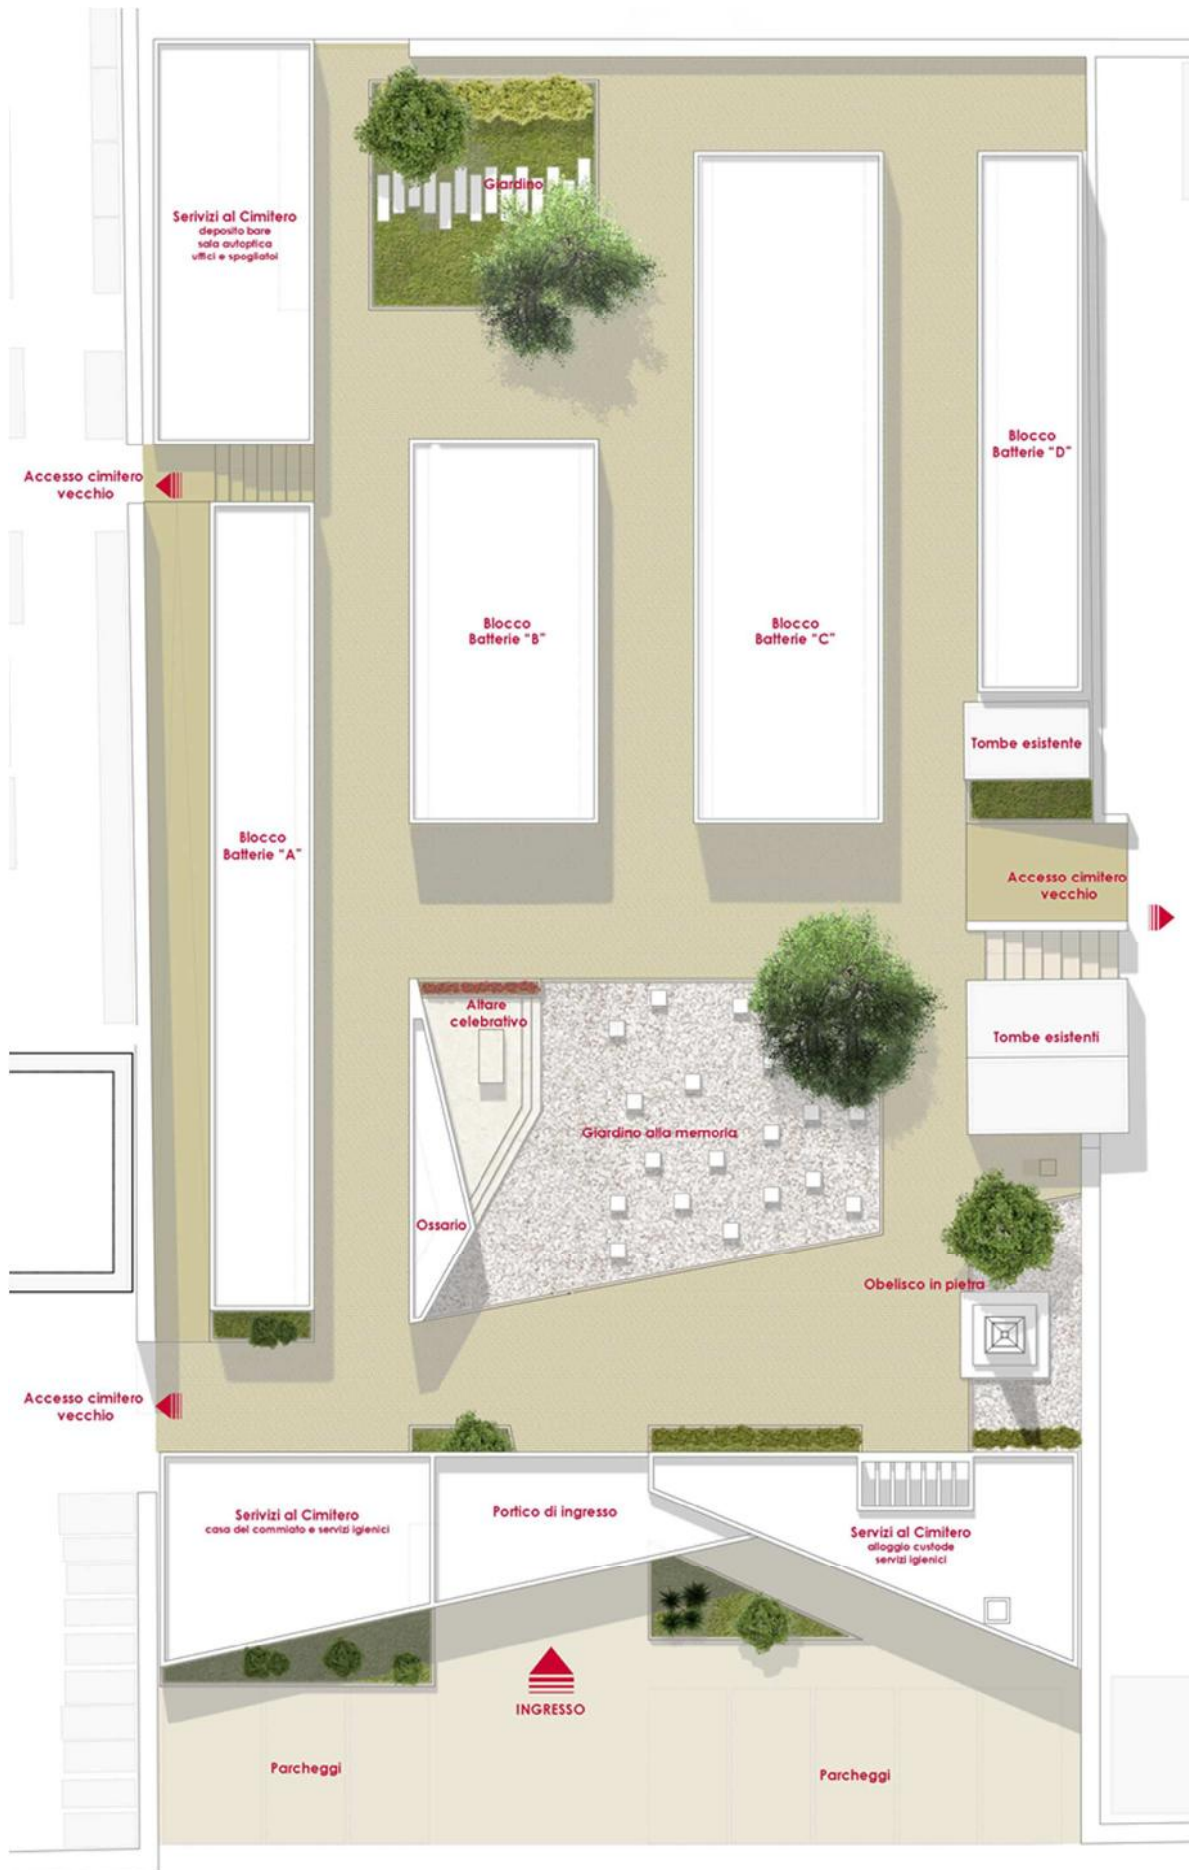 Giardino
Serivizi al Cimitero
deposito bare
sala autoptica
uffici e spogliatoi
Blocco
Batterie "D"
Accesso cimitero
vecchio
Blocco
Batterie "B"
Blocco
Batterie "C"
Tombe esistente
Blocco
Batterie "A"
Accesso cimitero
vecchio
Altare
celebrativo
Tombe esistenti
Giardino alla memoria
Ossario
Obelisco in pietra
Accesso cimitero
vecchio
Serivizi al Cimitero
casa del commiato e servizi igienici
Portico di ingresso
Servizi al Cimitero
alloggio custode
servizi igienici
INGRESSO
Parcheggi
Parcheggi